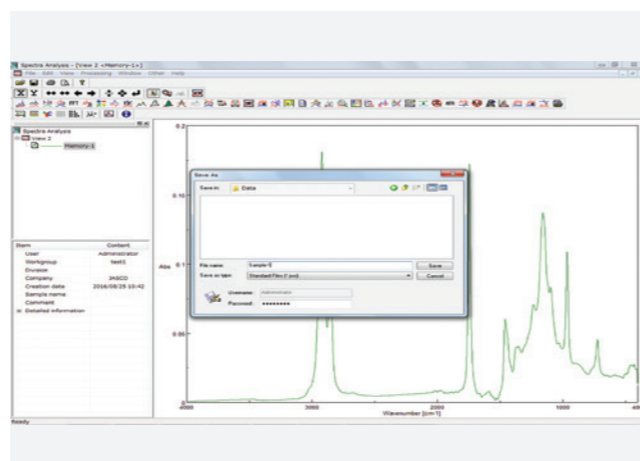 Spectra Analysis - [View 2 <Memory-1>]
File Edit View Processing Window Other Help
Spectra Analysis
View 2
Memory-1
Item Content
User Administrator
Workgroup test1
Division
Company JASCO
Creation date 2016/08/25 10:42
Sample name
Comment
Detailed information
Ready
Save As
Save in: Data
File name: Sample-1
Save
Save as type: Standard Files (*.jws)
Cancel
Username: Administrator
Password:
0.2
0.15
Abs 0.1
0.05
0
4000 3000 2000 1000 400
Wavenumber [cm-1]